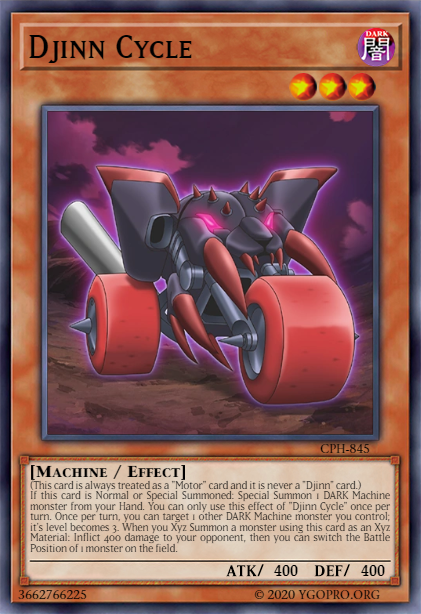 Djinn Cycle
DARK
闇
CPH-845
[Machine / Effect]
(This card is always treated as a "Motor" card and it is never a "Djinn" card.)
If this card is Normal or Special Summoned: Special Summon 1 DARK Machine
monster from your Hand. You can only use this effect of "Djinn Cycle" once per
turn. Once per turn, you can target 1 other DARK Machine monster you control;
it's level becomes 3. When you Xyz Summon a monster using this card as an Xyz
Material: Inflict 400 damage to your opponent, then you can switch the Battle
Position of 1 monster on the field.
ATK/ 400 DEF/ 400
3662766225
© 2020 YGOPRO.ORG